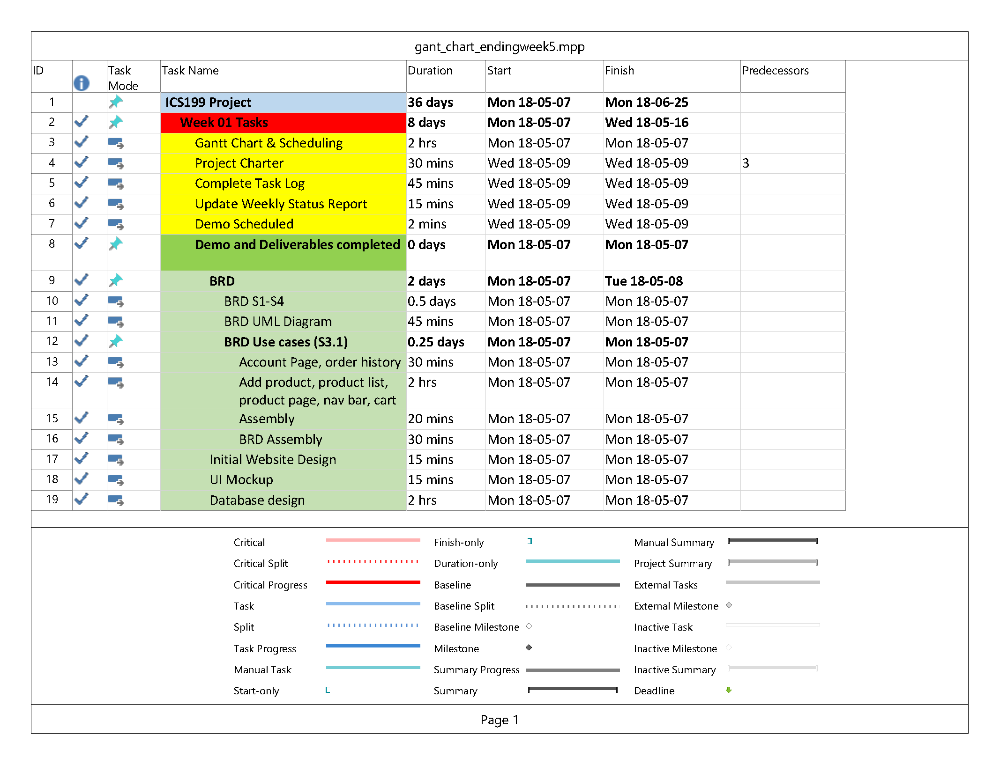 gant_chart_endingweek5.mpp
ID Task Mode Task Name Duration Start Finish Predecessors
1 ICS199 Project 36 days Mon 18-05-07 Mon 18-06-25
2 Week 01 Tasks 8 days Mon 18-05-07 Wed 18-05-16
3 Gantt Chart & Scheduling 2 hrs Mon 18-05-07 Mon 18-05-07
4 Project Charter 30 mins Wed 18-05-09 Wed 18-05-09 3
5 Complete Task Log 45 mins Wed 18-05-09 Wed 18-05-09
6 Update Weekly Status Report 15 mins Wed 18-05-09 Wed 18-05-09
7 Demo Scheduled 2 mins Wed 18-05-09 Wed 18-05-09
8 Demo and Deliverables completed 0 days Mon 18-05-07 Mon 18-05-07
9 BRD 2 days Mon 18-05-07 Tue 18-05-08
10 BRD S1-S4 0.5 days Mon 18-05-07 Mon 18-05-07
11 BRD UML Diagram 45 mins Mon 18-05-07 Mon 18-05-07
12 BRD Use cases (S3.1) 0.25 days Mon 18-05-07 Mon 18-05-07
13 Account Page, order history 30 mins Mon 18-05-07 Mon 18-05-07
14 Add product, product list, 2 hrs Mon 18-05-07 Mon 18-05-07
product page, nav bar, cart
15 Assembly 20 mins Mon 18-05-07 Mon 18-05-07
16 BRD Assembly 30 mins Mon 18-05-07 Mon 18-05-07
17 Initial Website Design 15 mins Mon 18-05-07 Mon 18-05-07
18 UI Mockup 15 mins Mon 18-05-07 Mon 18-05-07
19 Database design 2 hrs Mon 18-05-07 Mon 18-05-07
Critical Finish-only Manual Summary
Critical Split Duration-only Project Summary
Critical Progress Baseline External Tasks
Task Baseline Split External Milestone
Split Baseline Milestone Inactive Task
Task Progress Milestone Inactive Milestone
Manual Task Summary Progress Inactive Summary
Start-only Summary Deadline
Page 1